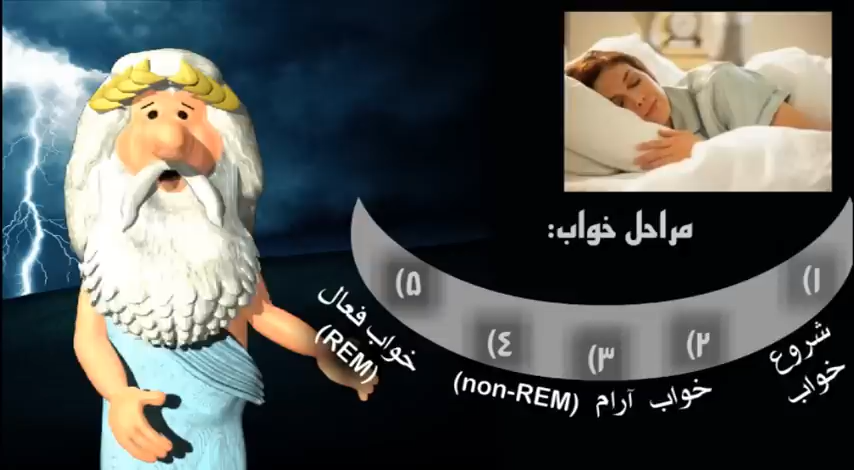 مراحل خواب:
۱)
شروع
خواب
۲)
۳)
۴)
خواب آرام (non-REM)
۵)
خواب فعال
(REM)